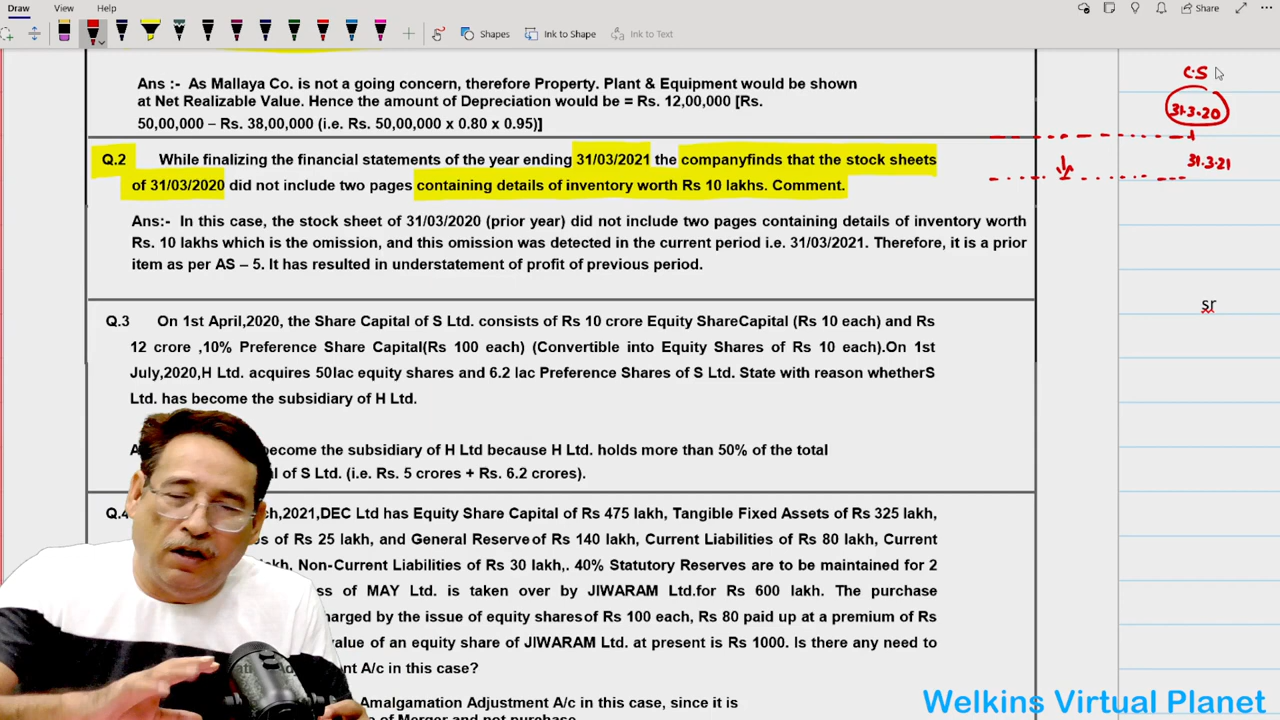 Draw View Help
Share
Shapes Ink to Shape Ink to Text
Ans :- As Mallaya Co. is not a going concern, therefore Property. Plant & Equipment would be shown
at Net Realizable Value. Hence the amount of Depreciation would be = Rs. 12,00,000 [Rs.
50,00,000 – Rs. 38,00,000 (i.e. Rs. 50,00,000 x 0.80 x 0.95)]
C.S
31.3.20
31.3.21
Q.2 While finalizing the financial statements of the year ending 31/03/2021 the companyfinds that the stock sheets
of 31/03/2020 did not include two pages containing details of inventory worth Rs 10 lakhs. Comment.
Ans:- In this case, the stock sheet of 31/03/2020 (prior year) did not include two pages containing details of inventory worth
Rs. 10 lakhs which is the omission, and this omission was detected in the current period i.e. 31/03/2021. Therefore, it is a prior
item as per AS – 5. It has resulted in understatement of profit of previous period.
sr
Q.3 On 1st April,2020, the Share Capital of S Ltd. consists of Rs 10 crore Equity ShareCapital (Rs 10 each) and Rs
12 crore ,10% Preference Share Capital(Rs 100 each) (Convertible into Equity Shares of Rs 10 each).On 1st
July,2020,H Ltd. acquires 50lac equity shares and 6.2 lac Preference Shares of S Ltd. State with reason whetherS
Ltd. has become the subsidiary of H Ltd.
become the subsidiary of H Ltd because H Ltd. holds more than 50% of the total
of S Ltd. (i.e. Rs. 5 crores + Rs. 6.2 crores).
,2021,DEC Ltd has Equity Share Capital of Rs 475 lakh, Tangible Fixed Assets of Rs 325 lakh,
of Rs 25 lakh, and General Reserve of Rs 140 lakh, Current Liabilities of Rs 80 lakh, Current
lakh, Non-Current Liabilities of Rs 30 lakh,. 40% Statutory Reserves are to be maintained for 2
of MAY Ltd. is taken over by JIWARAM Ltd.for Rs 600 lakh. The purchase
by the issue of equity sharesof Rs 100 each, Rs 80 paid up at a premium of Rs
value of an equity share of JIWARAM Ltd. at present is Rs 1000. Is there any need to
A/c in this case?
Amalgamation Adjustment A/c in this case, since it is
of Merger and not purchase
Welkins Virtual Planet